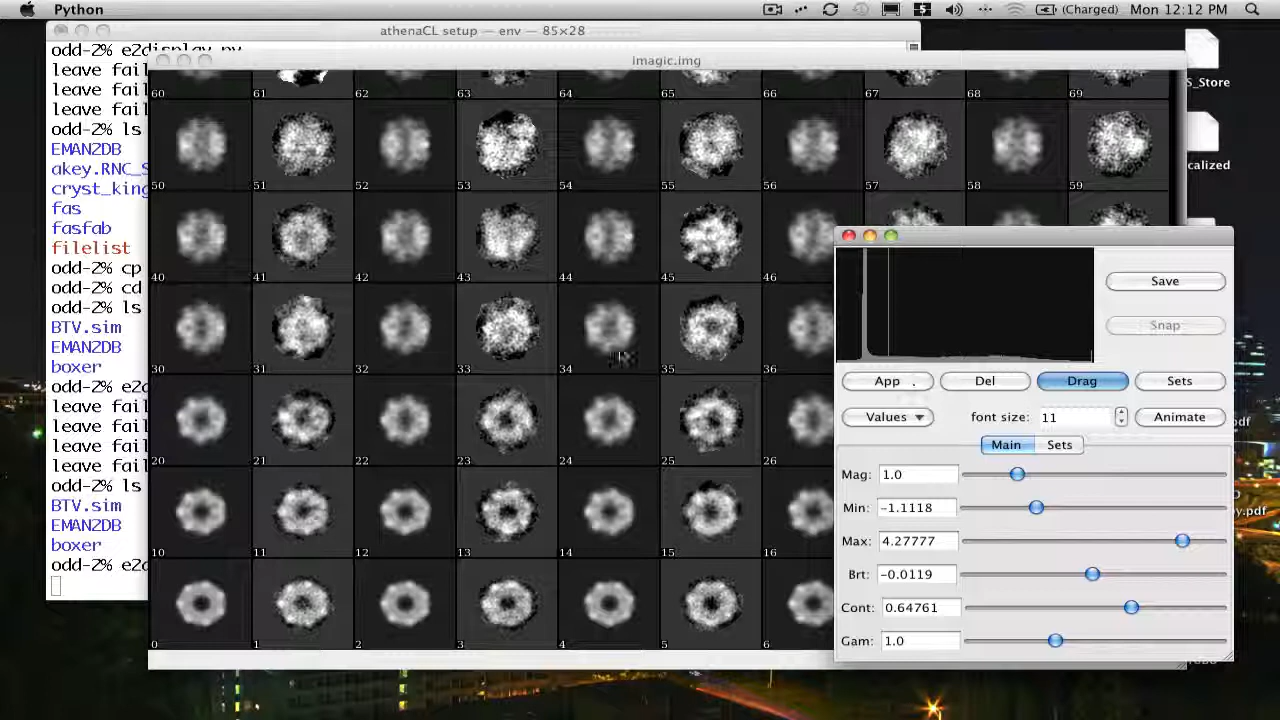 Python
(Charged) Mon 12:12 PM
athenaCL setup — env — 85×28
odd-2% e2display.py
leave fail
leave fail
leave fail
odd-2% ls
EMAN2DB
akey.RNC_S
cryst_king
fas
fasfab
filelist
odd-2% cp
odd-2% cd
odd-2% ls
BTV.sim
EMAN2DB
boxer
odd-2% e2d
leave fail
leave fail
leave fail
leave fail
odd-2% ls
BTV.sim
EMAN2DB
boxer
odd-2% e2d
imagic.img
60 61 62 63 64 65 66 67 68 69
50 51 52 53 54 55 56 57 58 59
40 41 42 43 44 45 46
30 31 32 33 34 35 36
20 21 22 23 24 25 26
10 11 12 13 14 15 16
0 1 2 3 4 5 6
Save
Snap
App Del Drag Sets
Values font size: 11 Animate
Main Sets
Mag: 1.0
Min: -1.1118
Max: 4.27777
Brt: -0.0119
Cont: 0.64761
Gam: 1.0
S_Store
calized
df
y.pdf